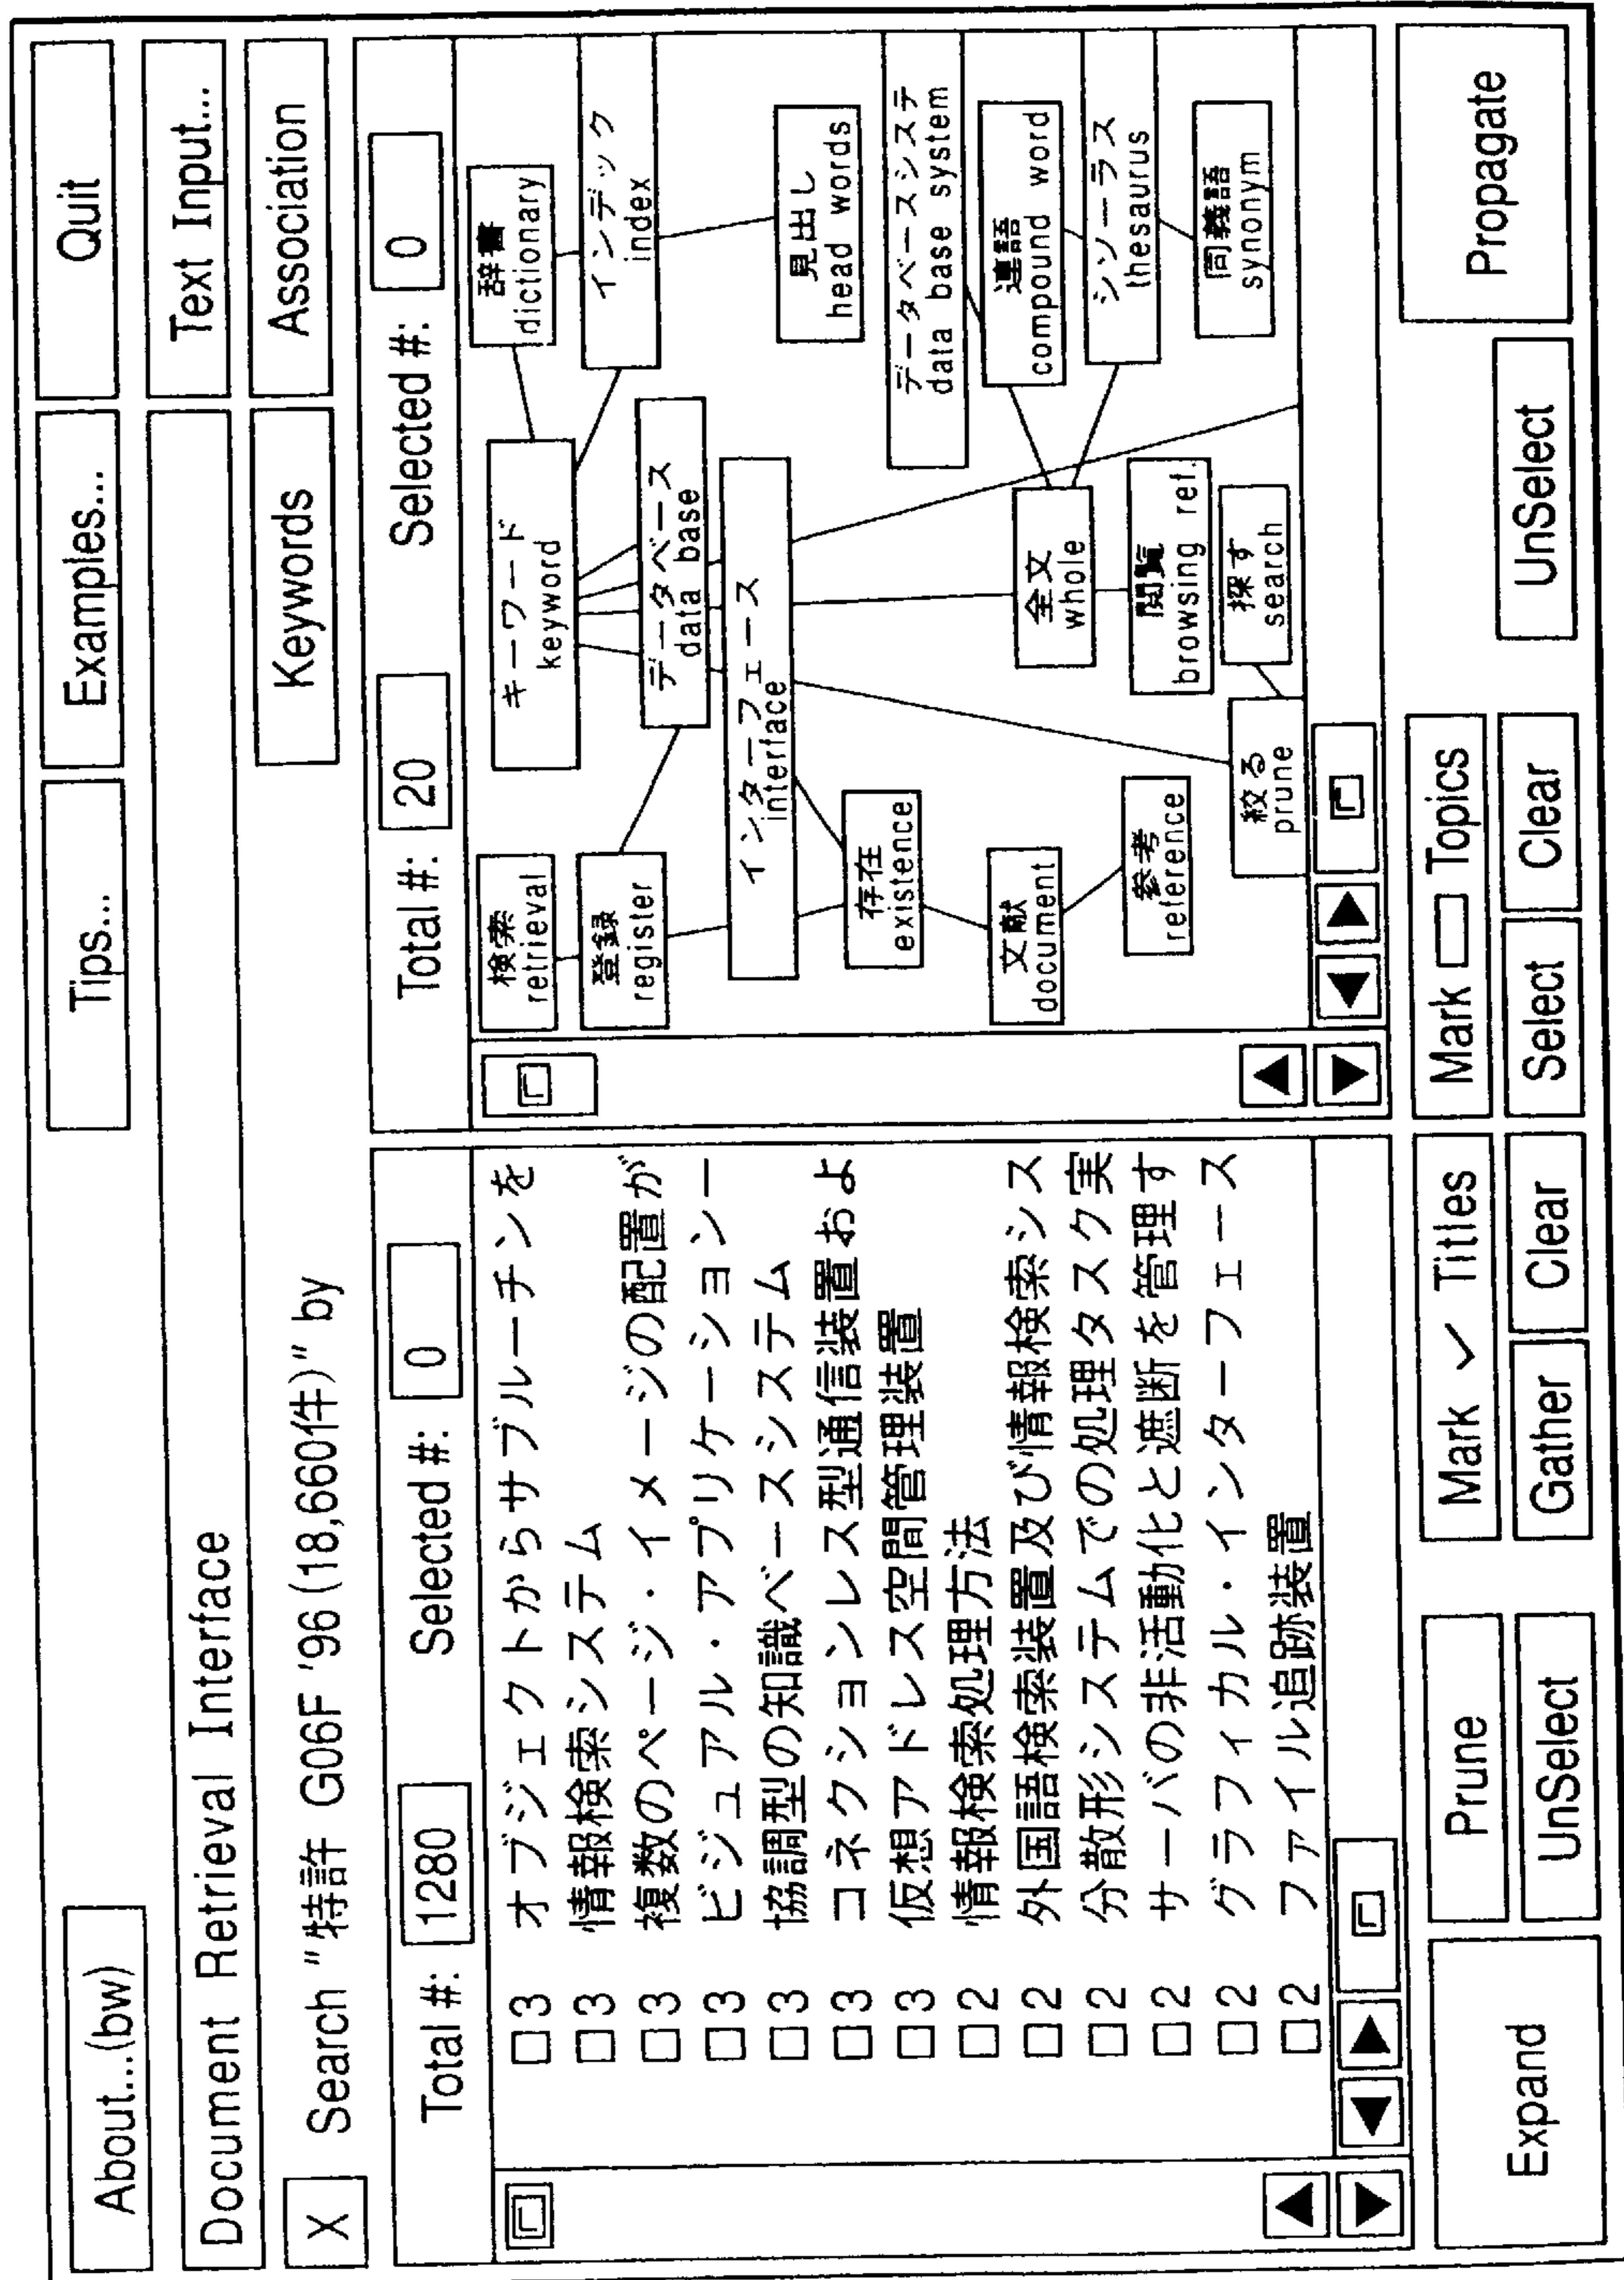 About...(bw)
Tips...
Examples...
Quit
Document Retrieval Interface
Text Input...
X
Search "特許 G06F '96 (18,660件)" by
Keywords
Association
Total #: 1280
Selected #: 0
□3 オブジェクトからサブルーチンを
□3 情報検索システム
□3 複数のページ・イメージの配置が
□3 ビジュアル・アプリケーションー
□3 協調型の知識ベースシステム
□3 コネクションレス型通信装置およ
□3 仮想アドレス空間管理装置
□2 情報検索処理方法
□2 外国語検索装置及び情報検索シス
□2 分散形システムでの処理タスク実
□2 サーバの非活動化と遮断を管理す
□2 グラフィカル・インターフェース
□2 ファイル追跡装置
Total #: 20
Selected #: 0
検索
retrieval
キーワード
keyword
辞書
dictionary
登録
register
データベース
data base
インデック
index
インターフェース
interface
見出し
head words
存在
existence
データベースシステ
data base system
文献
document
全文
whole
連語
compound word
シソーラス
thesaurus
参考
reference
閲覧
browsing ret.
同義語
synonym
絞る
prune
探す
search
Expand
Prune
Mark ✓ Titles
Mark □ Topics
Propagate
UnSelect
Gather
Clear
Select
Clear
UnSelect